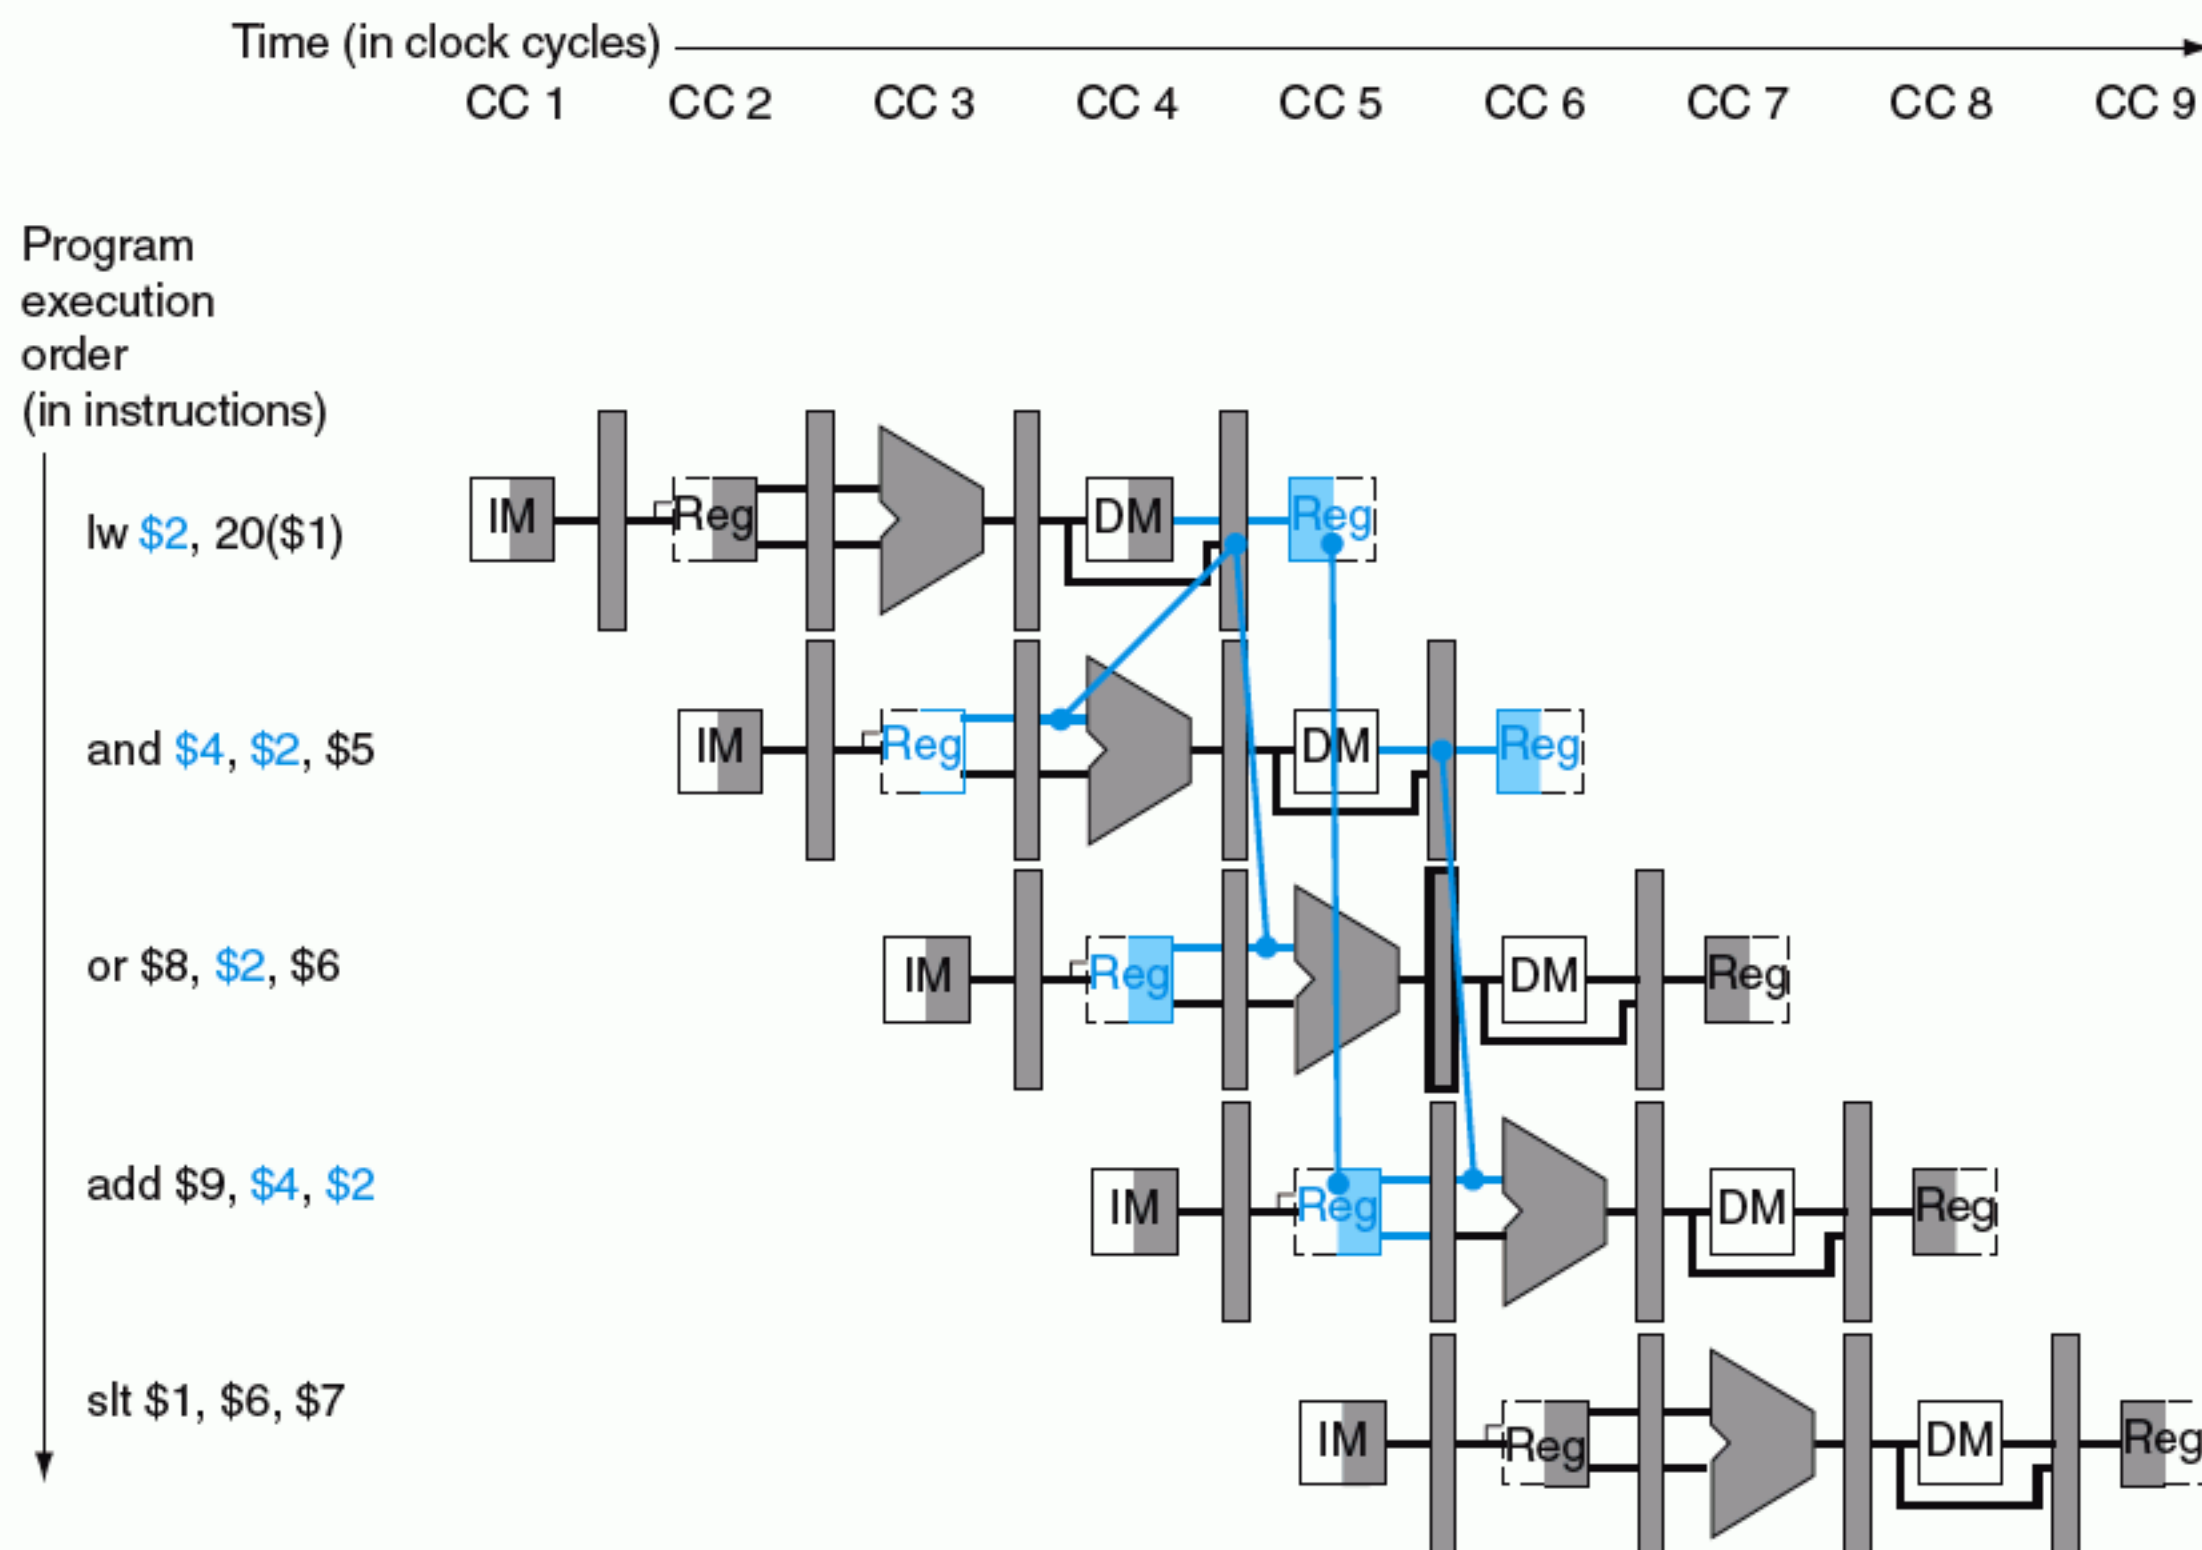 Time (in clock cycles)
CC 1 CC 2 CC 3 CC 4 CC 5 CC 6 CC 7 CC 8 CC 9
Program
execution
order
(in instructions)
lw $2, 20($1) IM Reg DM Reg
and $4, $2, $5 IM Reg DM Reg
or $8, $2, $6 IM Reg DM Reg
add $9, $4, $2 IM Reg DM Reg
slt $1, $6, $7 IM Reg DM Reg